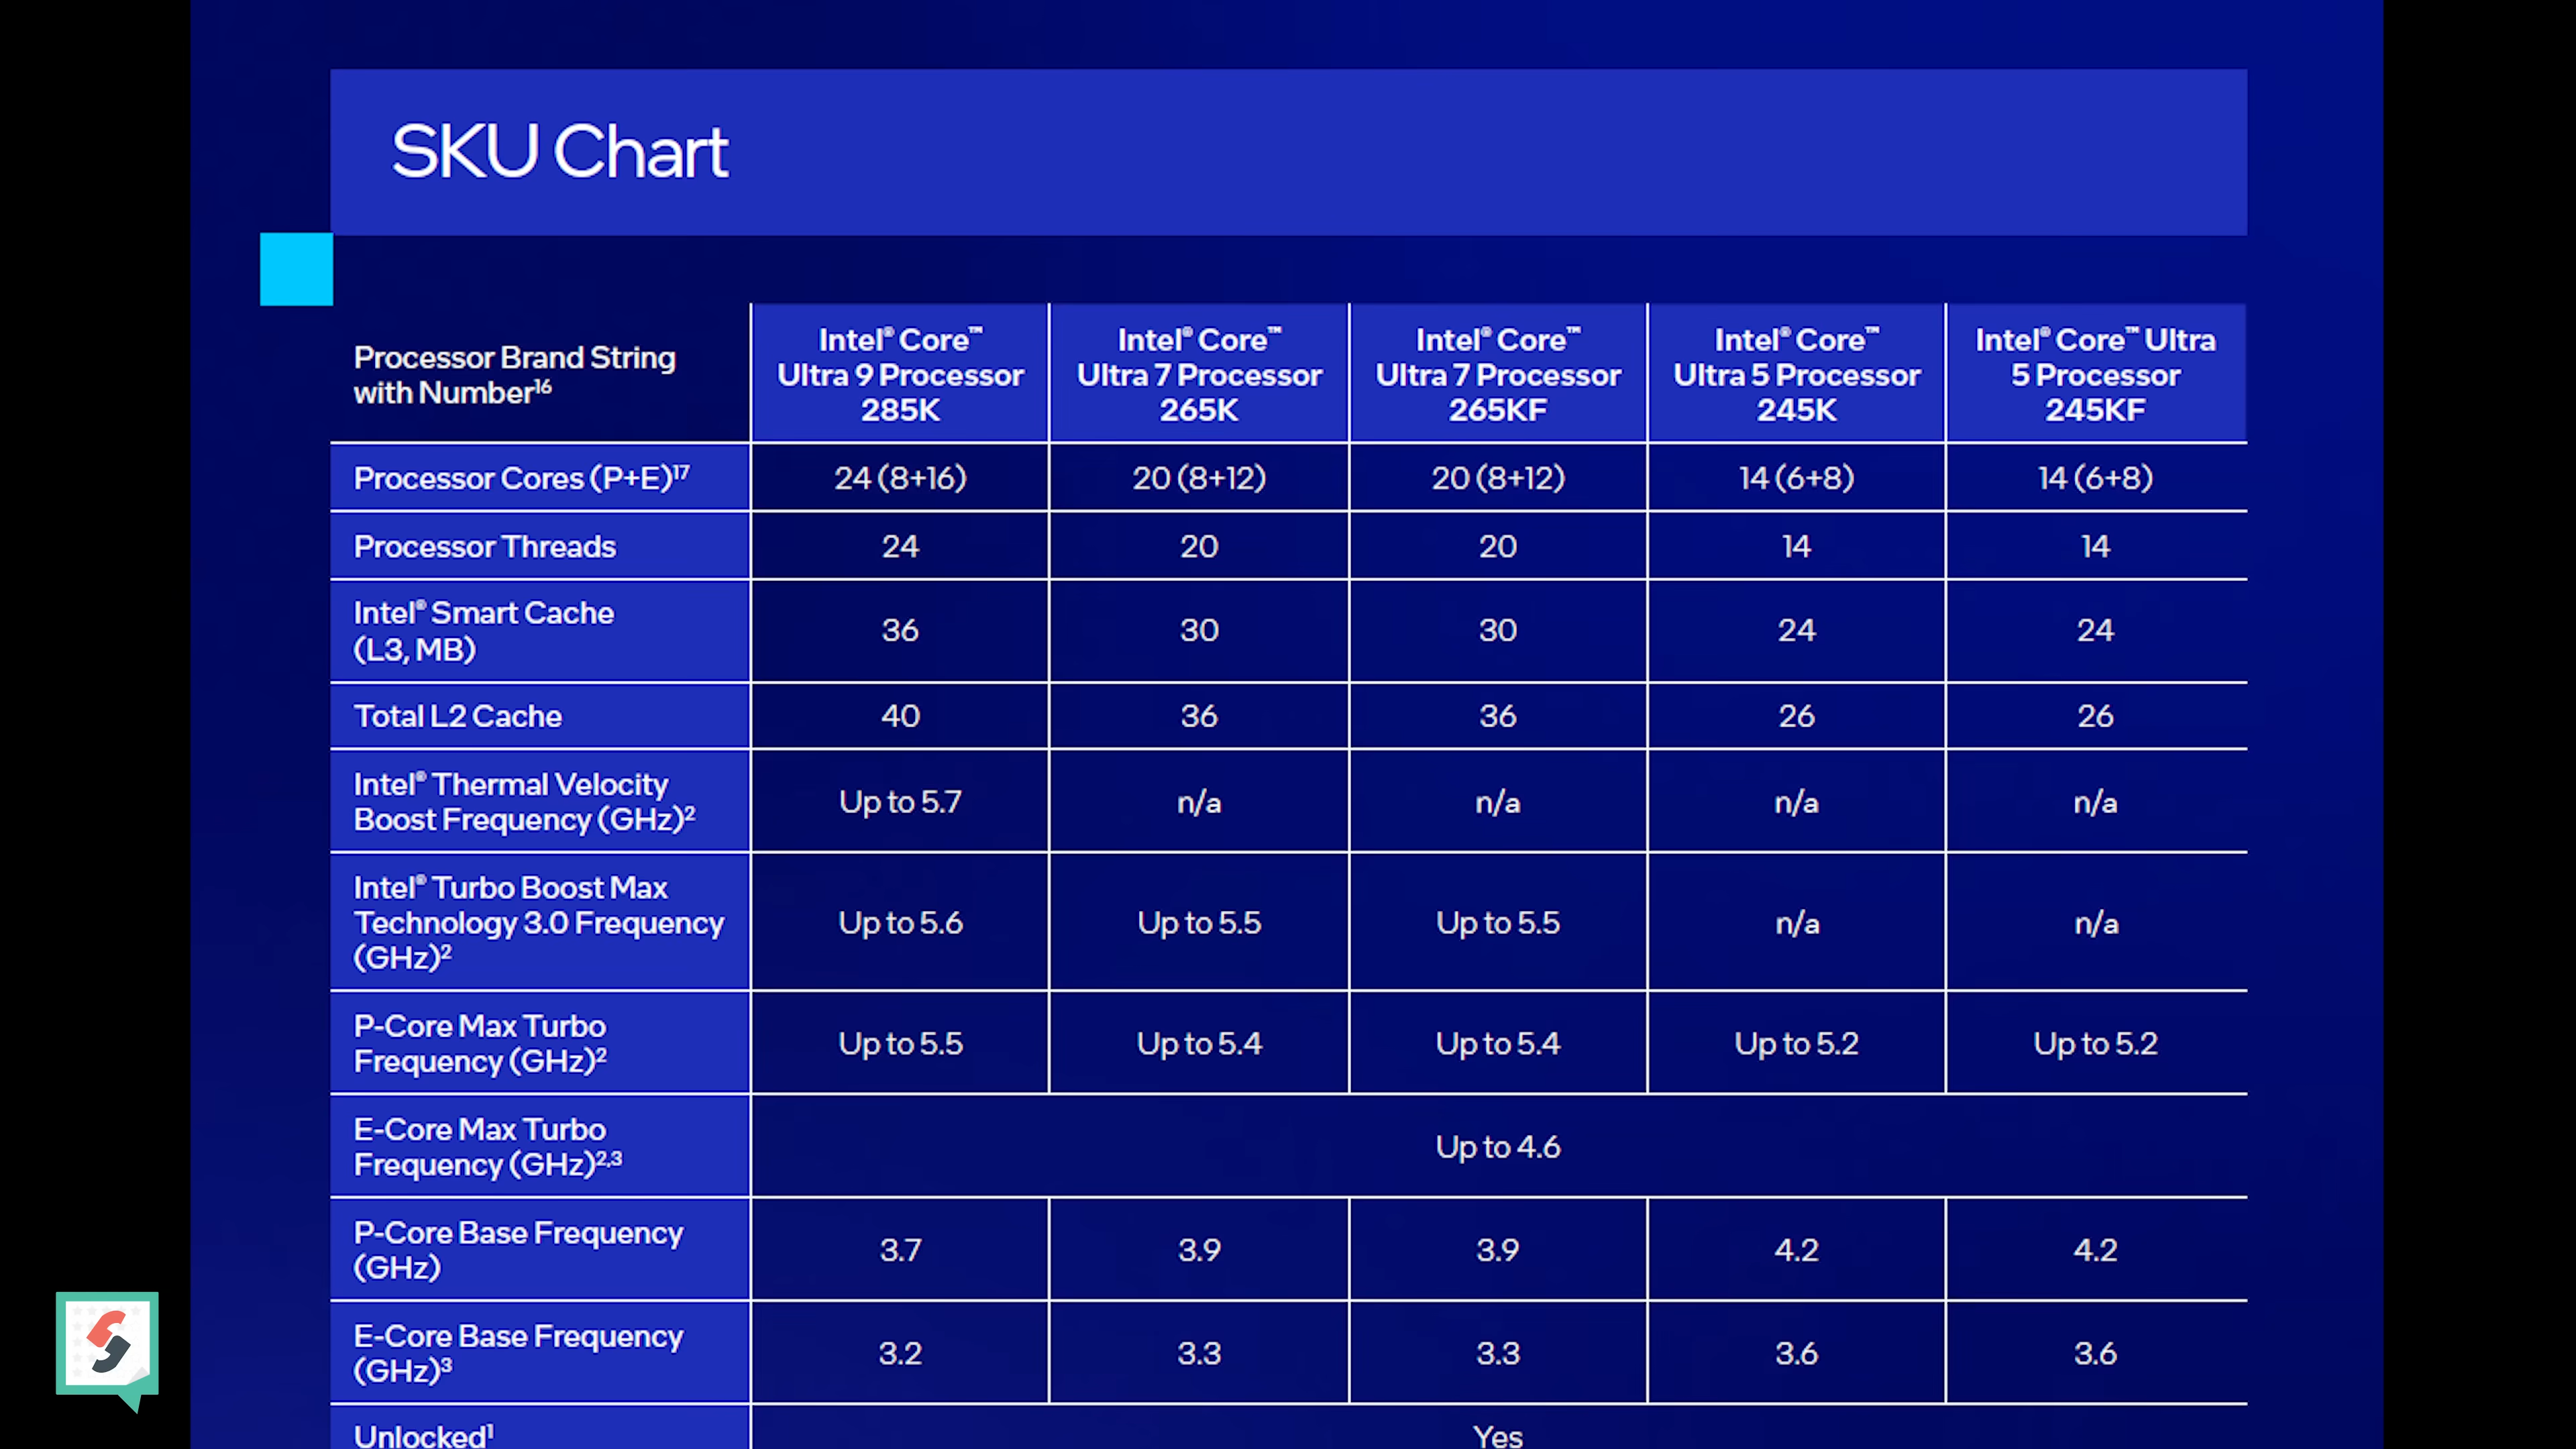 SKU Chart
Processor Brand String
with Number¹⁶
Intel® Core™
Ultra 9 Processor
285K
Intel® Core™
Ultra 7 Processor
265K
Intel® Core™
Ultra 7 Processor
265KF
Intel® Core™
Ultra 5 Processor
245K
Intel® Core™ Ultra
5 Processor
245KF
Processor Cores (P+E)¹⁷ 24 (8+16) 20 (8+12) 20 (8+12) 14 (6+8) 14 (6+8)
Processor Threads 24 20 20 14 14
Intel® Smart Cache
(L3, MB)
36 30 30 24 24
Total L2 Cache 40 36 36 26 26
Intel® Thermal Velocity
Boost Frequency (GHz)²
Up to 5.7 n/a n/a n/a n/a
Intel® Turbo Boost Max
Technology 3.0 Frequency
(GHz)²
Up to 5.6 Up to 5.5 Up to 5.5 n/a n/a
P-Core Max Turbo
Frequency (GHz)²
Up to 5.5 Up to 5.4 Up to 5.4 Up to 5.2 Up to 5.2
E-Core Max Turbo
Frequency (GHz)²,³
Up to 4.6
P-Core Base Frequency
(GHz)
3.7 3.9 3.9 4.2 4.2
E-Core Base Frequency
(GHz)³
3.2 3.3 3.3 3.6 3.6
Unlocked¹ Yes